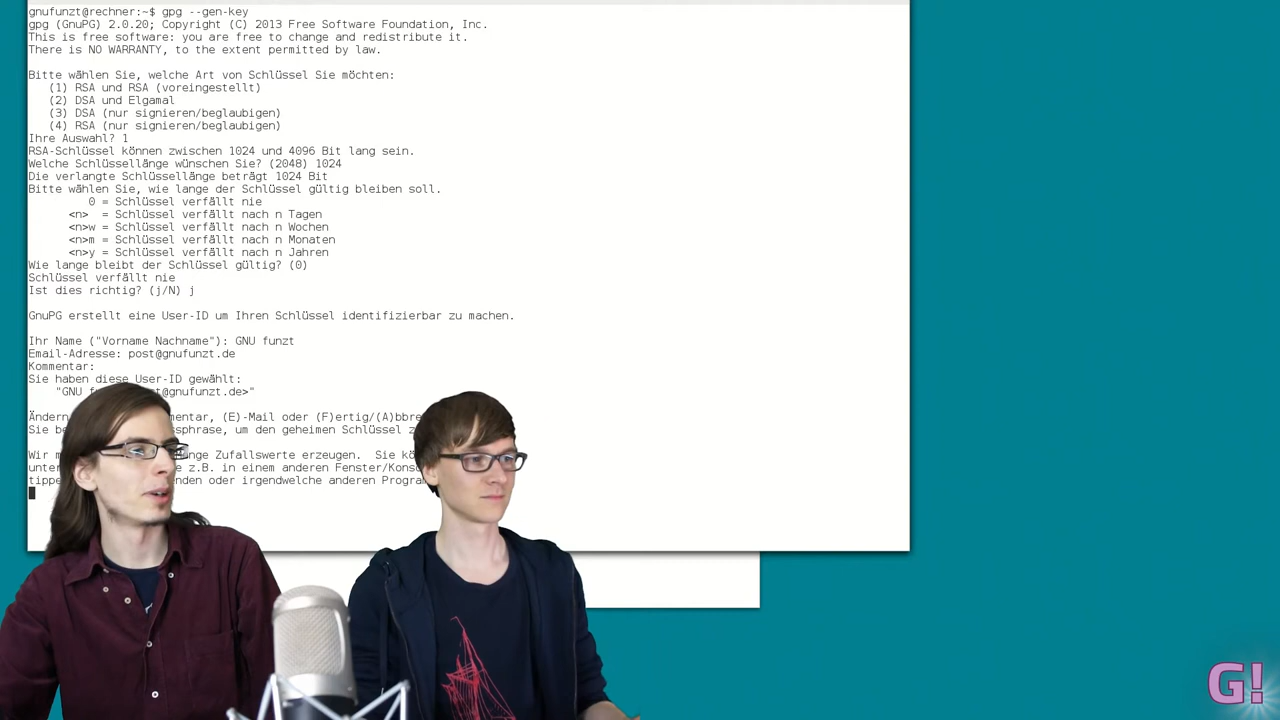 gnufunzt@rechner:~$ gpg --gen-key
gpg (GnuPG) 2.0.20; Copyright (C) 2013 Free Software Foundation, Inc.
This is free software: you are free to change and redistribute it.
There is NO WARRANTY, to the extent permitted by law.
Bitte wählen Sie, welche Art von Schlüssel Sie möchten:
(1) RSA und RSA (voreingestellt)
(2) DSA und Elgamal
(3) DSA (nur signieren/beglaubigen)
(4) RSA (nur signieren/beglaubigen)
Ihre Auswahl? 1
RSA-Schlüssel können zwischen 1024 und 4096 Bit lang sein.
Welche Schlüssellänge wünschen Sie? (2048) 1024
Die verlangte Schlüssellänge beträgt 1024 Bit
Bitte wählen Sie, wie lange der Schlüssel gültig bleiben soll.
0 = Schlüssel verfällt nie
<n> = Schlüssel verfällt nach n Tagen
<n>w = Schlüssel verfällt nach n Wochen
<n>m = Schlüssel verfällt nach n Monaten
<n>y = Schlüssel verfällt nach n Jahren
Wie lange bleibt der Schlüssel gültig? (0)
Schlüssel verfällt nie
Ist dies richtig? (j/N) j
GnuPG erstellt eine User-ID um Ihren Schlüssel identifizierbar zu machen.
Ihr Name ("Vorname Nachname"): GNU funzt
Email-Adresse: post@gnufunzt.de
Kommentar:
Sie haben diese User-ID gewählt:
"GNU t@gnufunzt.de>"
Ändern mentar, (E)-Mail oder (F)ertig/(A)bbre
Sie be ssphrase, um den geheimen Schlüssel z
Wir m nge Zufallswerte erzeugen. Sie kö
unter e z.B. in einem anderen Fenster/Konso
tippe enden oder irgendwelche anderen Progra
G!